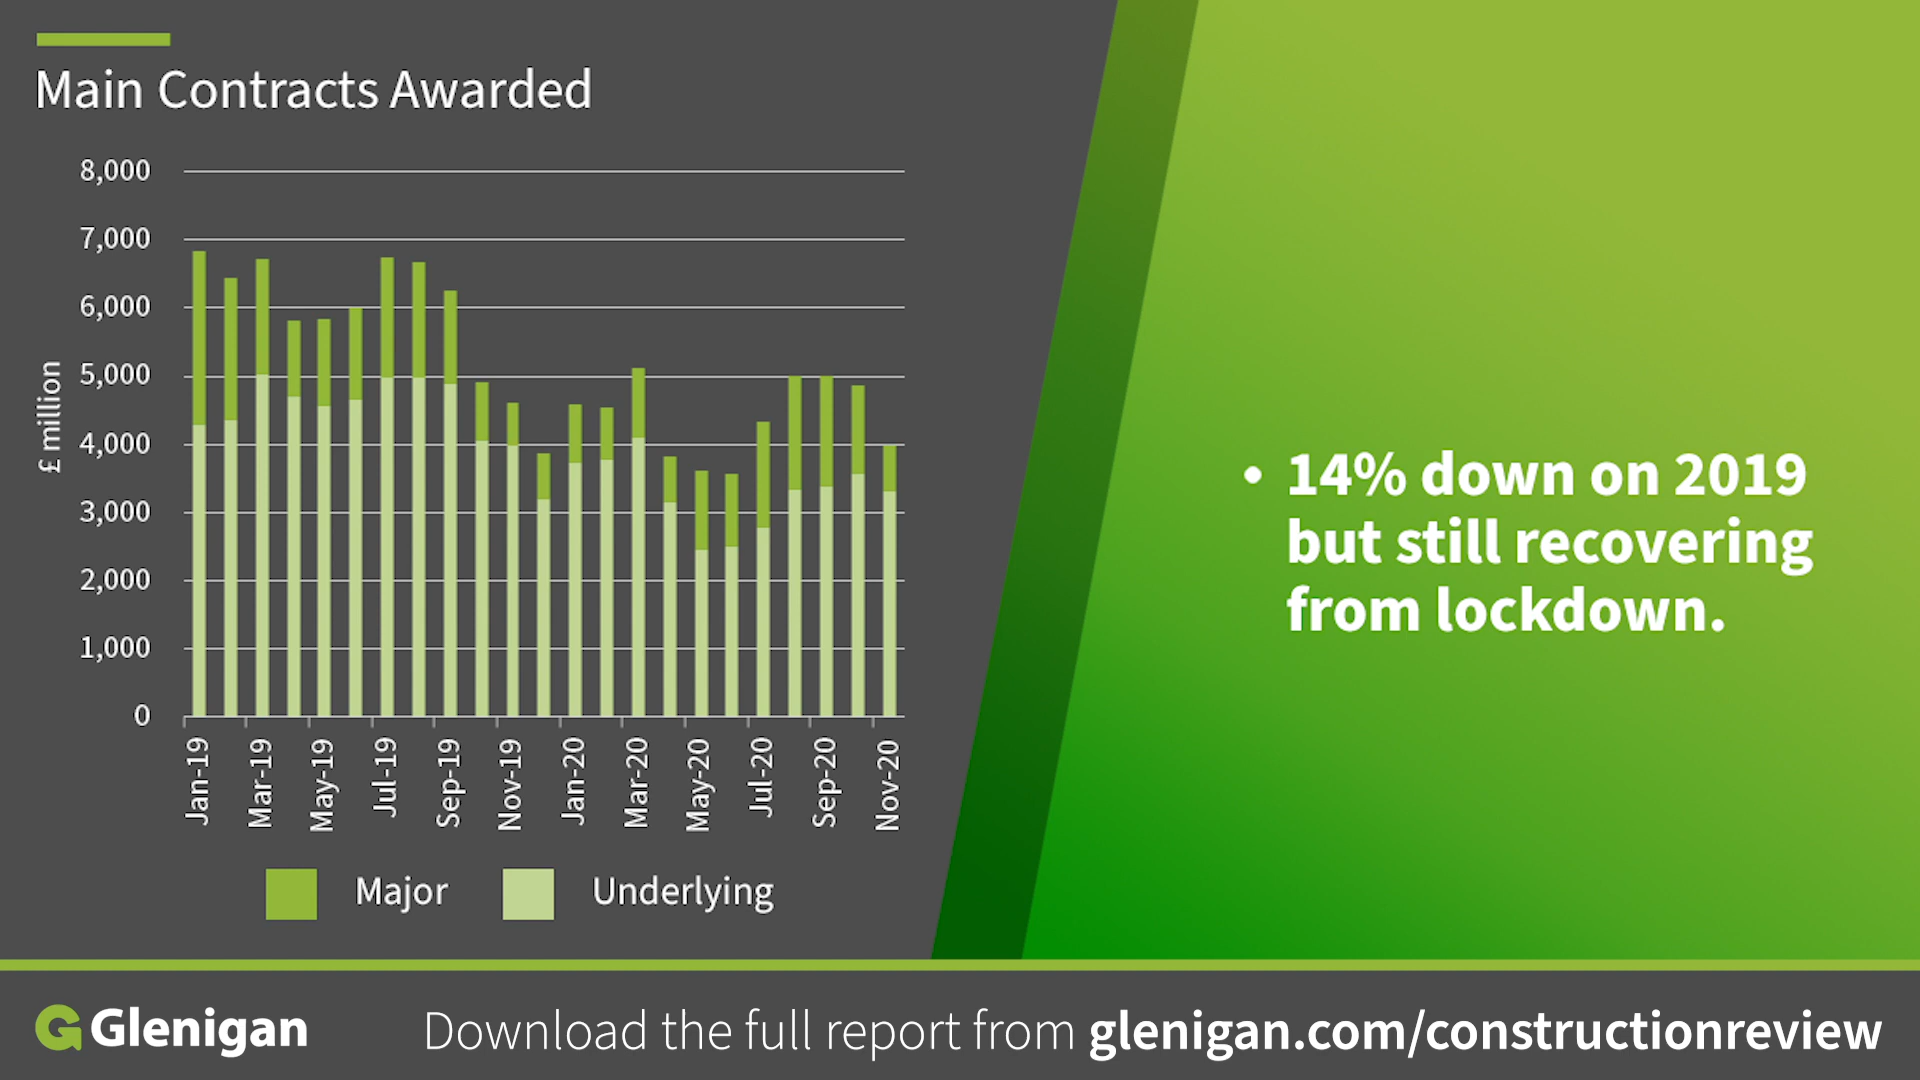 Main Contracts Awarded
8,000
7,000
6,000
5,000
4,000
3,000
2,000
1,000
0
£ million
Jan-19
Mar-19
May-19
Jul-19
Sep-19
Nov-19
Jan-20
Mar-20
May-20
Jul-20
Sep-20
Nov-20
Major
Underlying
• 14% down on 2019
but still recovering
from lockdown.
Glenigan
Download the full report from glenigan.com/constructionreview